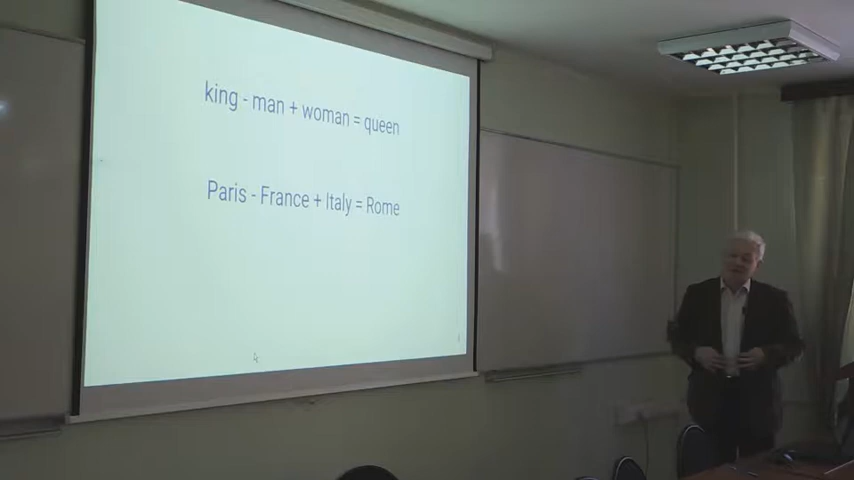 king - man + woman = queen
Paris - France + Italy = Rome